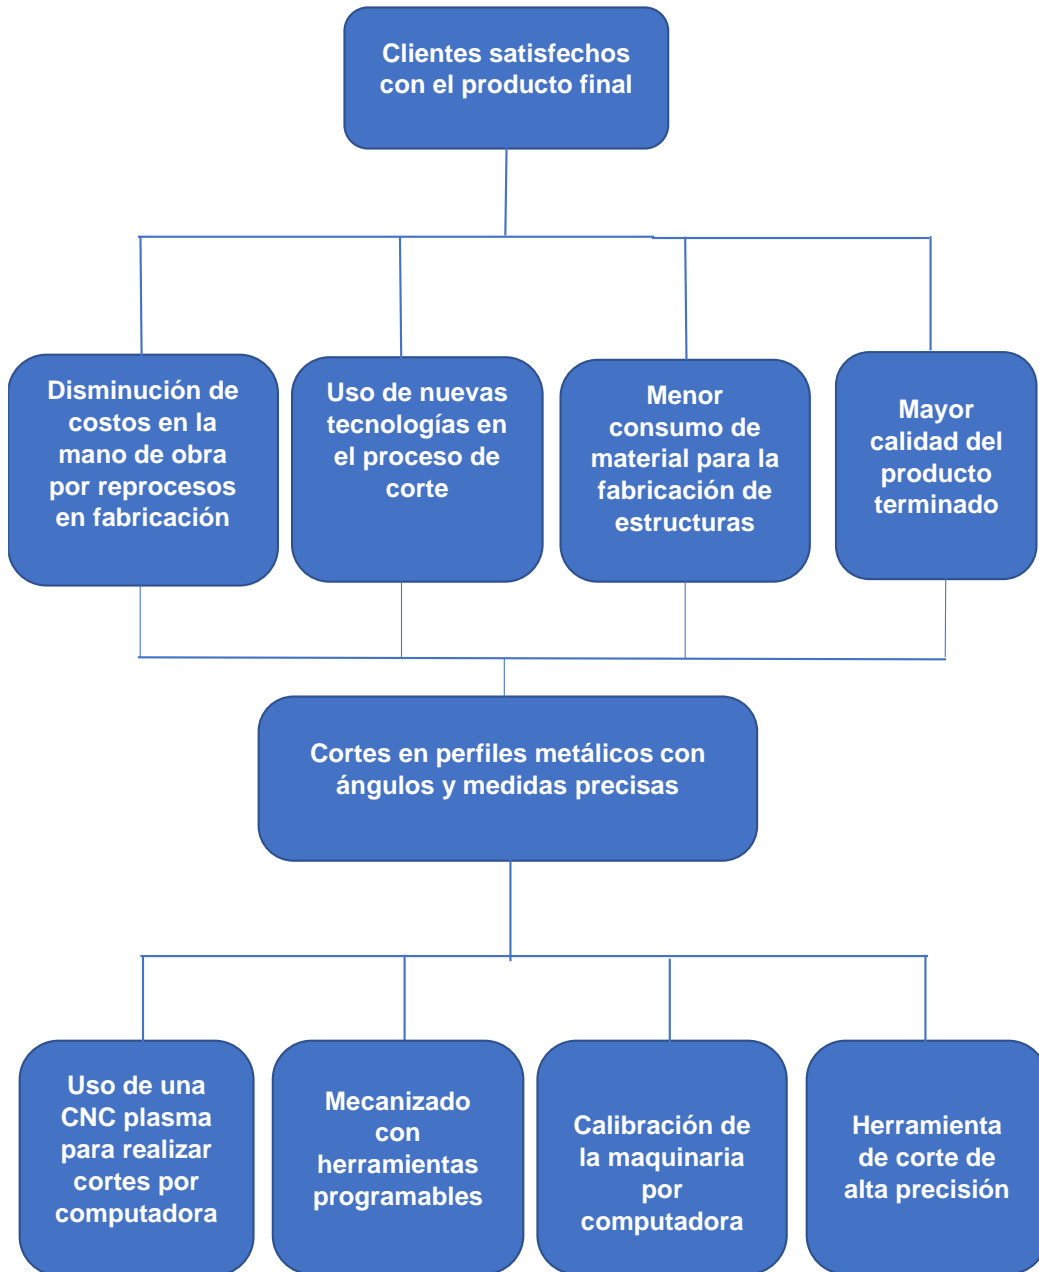 Clientes satisfechos
con el producto final
Disminución de
costos en la
mano de obra
por reprocesos
en fabricación
Uso de nuevas
tecnologías en
el proceso de
corte
Menor
consumo de
material para la
fabricación de
estructuras
Mayor
calidad del
producto
terminado
Cortes en perfiles metálicos con
ángulos y medidas precisas
Uso de una
CNC plasma
para realizar
cortes por
computadora
Mecanizado
con
herramientas
programables
Calibración de
la maquinaria
por
computadora
Herramienta
de corte de
alta precisión